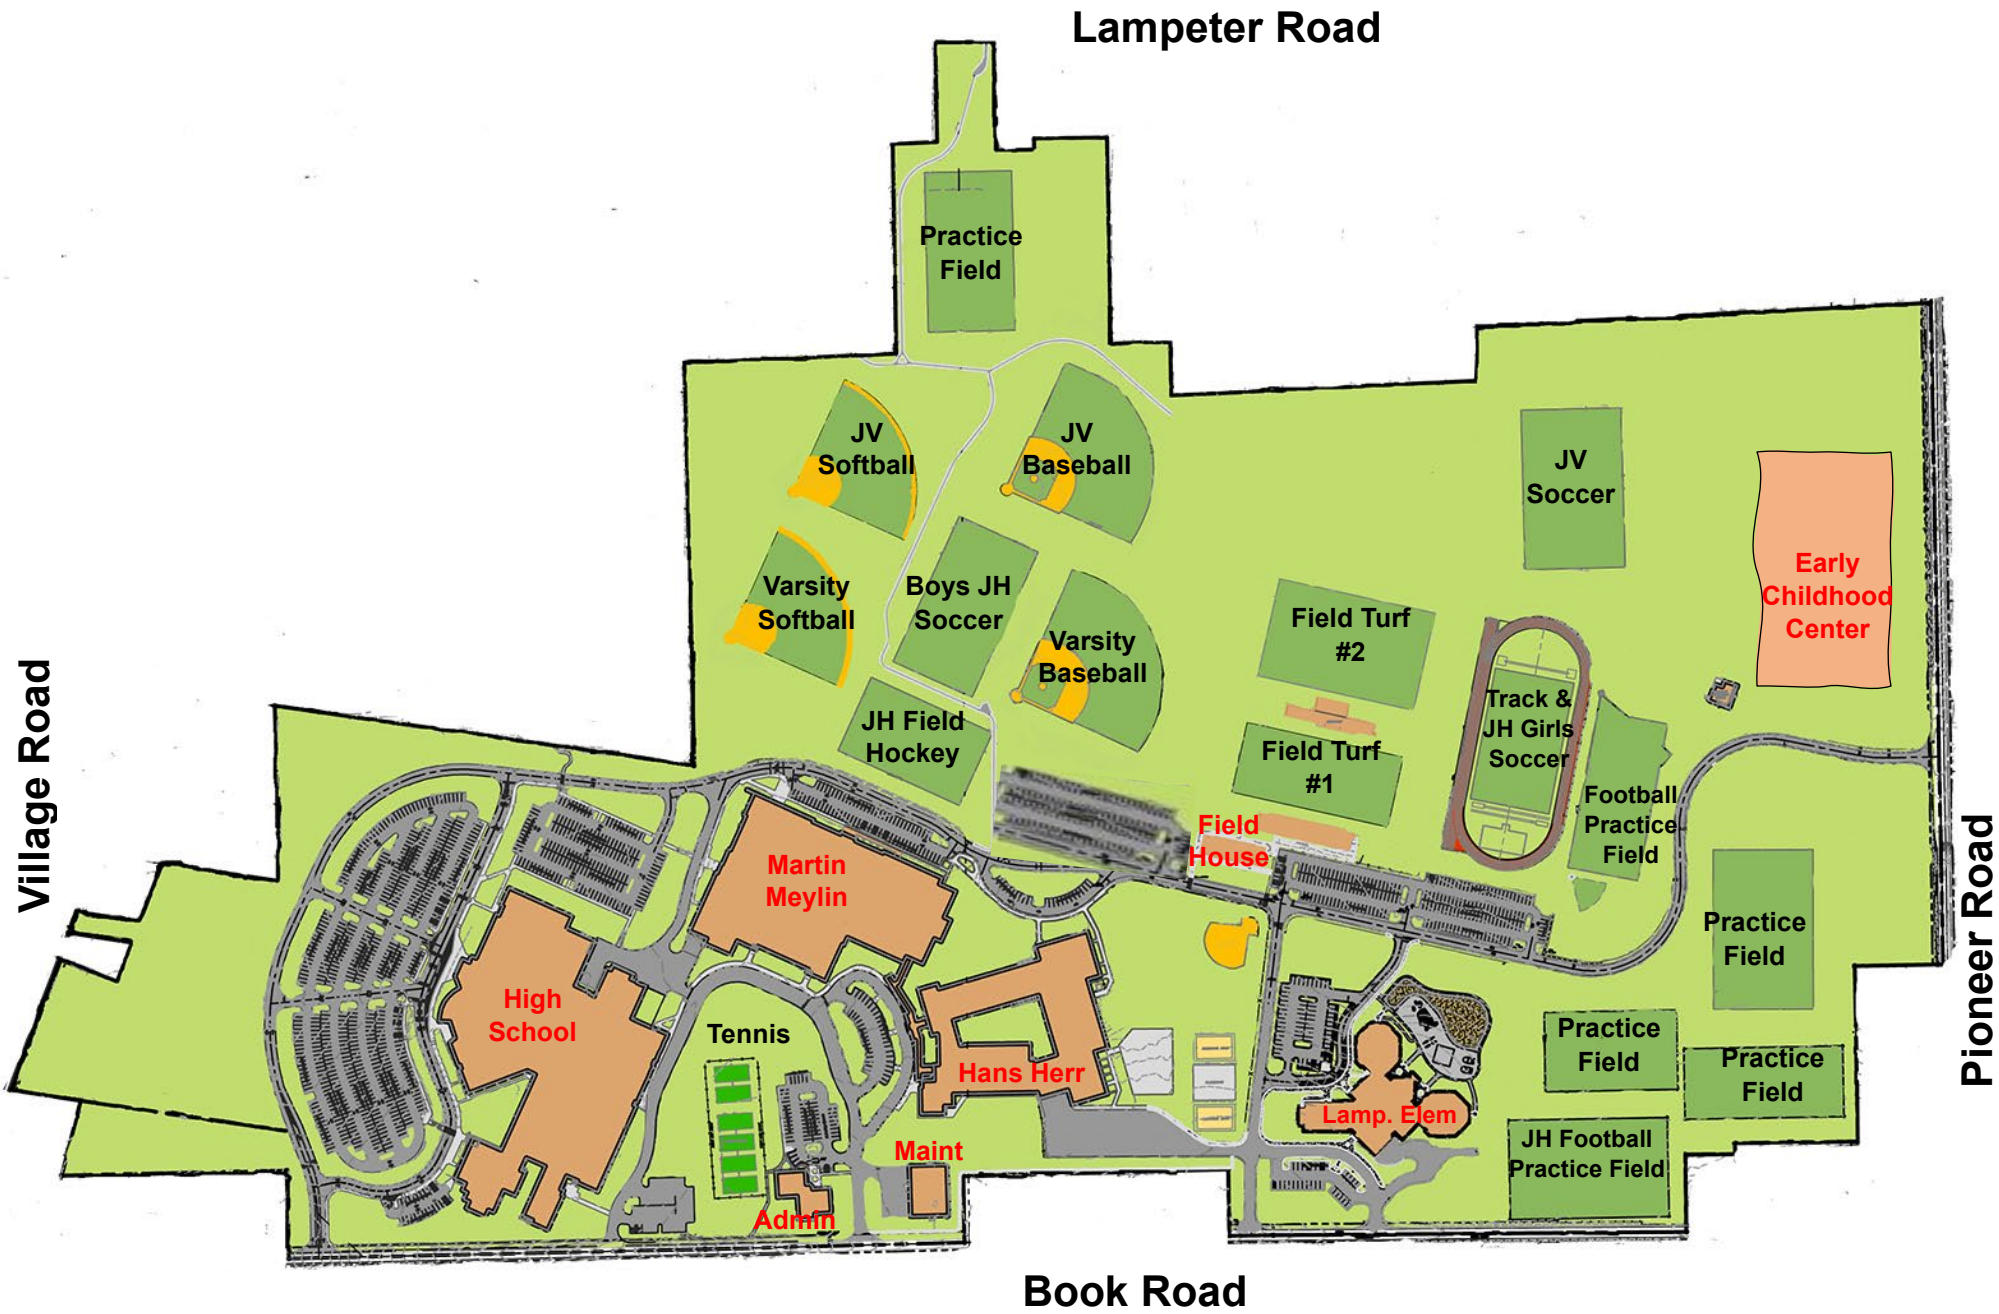 Lampeter Road
Practice
Field
JV
Softball
JV
Baseball
JV
Soccer
Varsity
Softball
Boys JH
Soccer
Varsity
Baseball
Field Turf
#2
Early
Childhood
Center
Track &
JH Girls
Soccer
JH Field
Hockey
Field Turf
#1
Football
Practice
Field
Field
House
Village Road
Martin
Meylin
Practice
Field
Pioneer Road
High
School
Tennis
Hans Herr
Practice
Field
Practice
Field
Lamp. Elem
JH Football
Practice Field
Maint
Admin
Book Road